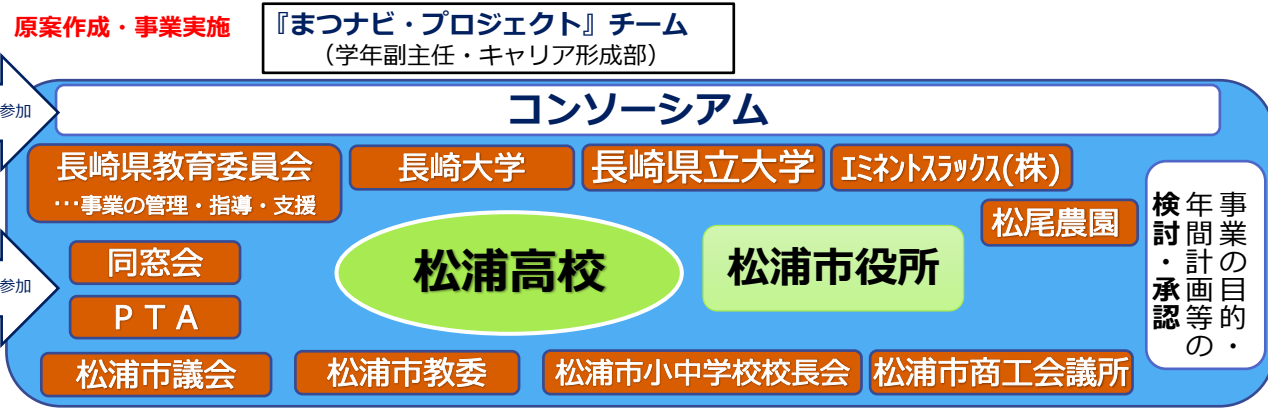 原案作成・事業実施
『まつナビ・プロジェクト』チーム
（学年副主任・キャリア形成部）
参加
コンソーシアム
長崎県教育委員会
…事業の管理・指導・支援
長崎大学
長崎県立大学
エミネントスラックス(株)
松尾農園
同窓会
ＰＴＡ
参加
松浦高校
松浦市役所
事業の目的・
年間計画等の
検討・承認
松浦市議会
松浦市教委
松浦市小中学校校長会
松浦市商工会議所